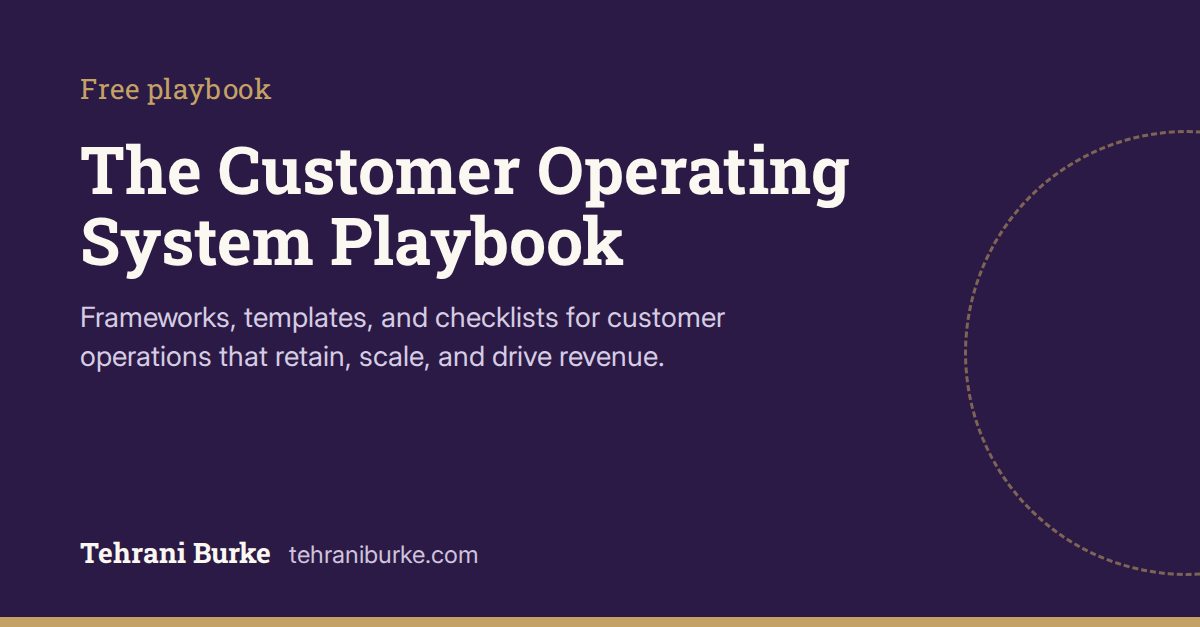 Free playbook
The Customer Operating
System Playbook
Frameworks, templates, and checklists for customer
operations that retain, scale, and drive revenue.
Tehrani Burke tehraniburke.com